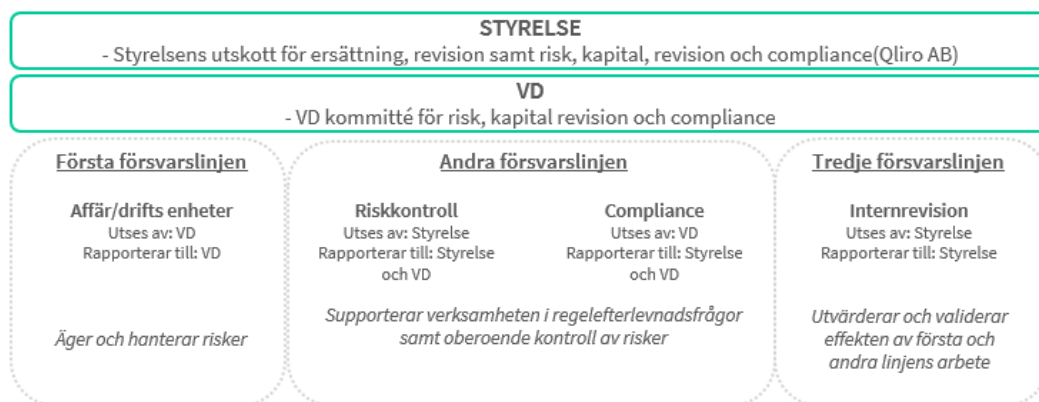 STYRELSE
- Styrelsens utskott för ersättning, revision samt risk, kapital, revision och compliance(Qliro AB)
VD
- VD kommitté för risk, kapital revision och compliance
Första försvarslinjen
Affär/drifts enheter
Utses av: VD
Rapporterar till: VD
Äger och hanterar risker
Andra försvarslinjen
Riskkontroll
Utses av: Styrelse
Rapporterar till: Styrelse
och VD
Compliance
Utses av: VD
Rapporterar till: Styrelse
och VD
Supporterar verksamheten i regelefterlevnadsfrågor
samt oberoende kontroll av risker
Tredje försvarslinjen
Internrevision
Utses av: Styrelse
Rapporterar till: Styrelse
Utvärderar och validerar
effekten av första och
andra linjens arbete